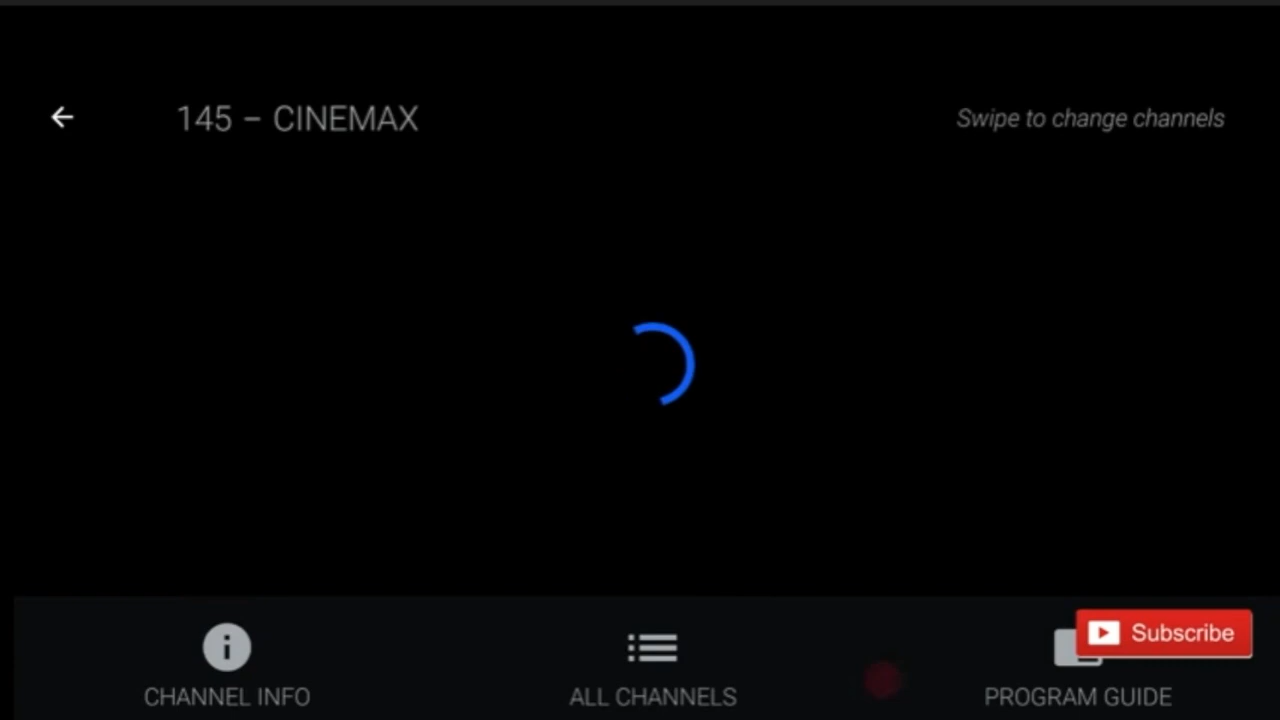 145 – CINEMAX
Swipe to change channels
Subscribe
CHANNEL INFO
ALL CHANNELS
PROGRAM GUIDE